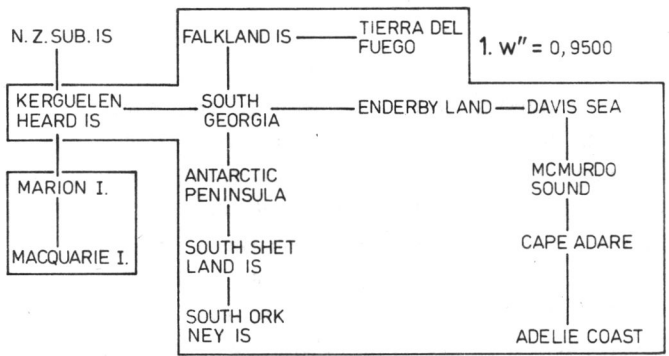 N. Z. SUB. IS
FALKLAND IS
TIERRA DEL
FUEGO
1. w" = 0,9500
KERGUELEN
HEARD IS
SOUTH
GEORGIA
ENDERBY LAND
DAVIS SEA
MARION I.
ANTARCTIC
PENINSULA
MCMURDO
SOUND
MACQUARIE I.
SOUTH SHET
LAND IS
CAPE ADARE
SOUTH ORK
NEY IS
ADELIE COAST